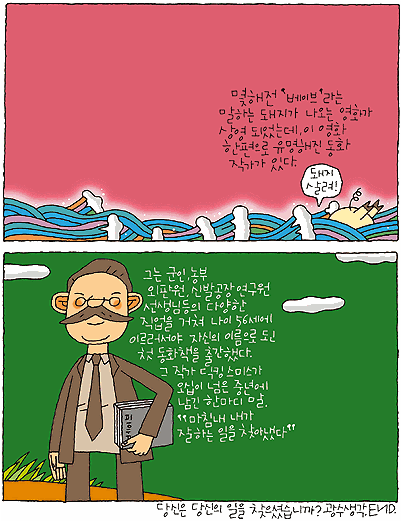 몇해전 "베이브"라는
말하는 돼지가 나오는 영화가
상영 되었는데, 이 영화
한편으로 유명해진 동화
작가가 있다.
돼지
살려!
그는 군인, 농부
외판원, 신발공장 연구원
선생님등의 다양한
직업을 거쳐 나이 56세에
이르러서야 자신의 이름으로 된
첫 동화책을 출간했다.
그 작가 딕킹 스미스가
오십이 넘은 중년에
남긴 한마디 말.
"마침내 내가
잘하는 일을 찾아냈다"
베이브
당신은 당신의 일을 찾으셨습니까? 광수생각. END.